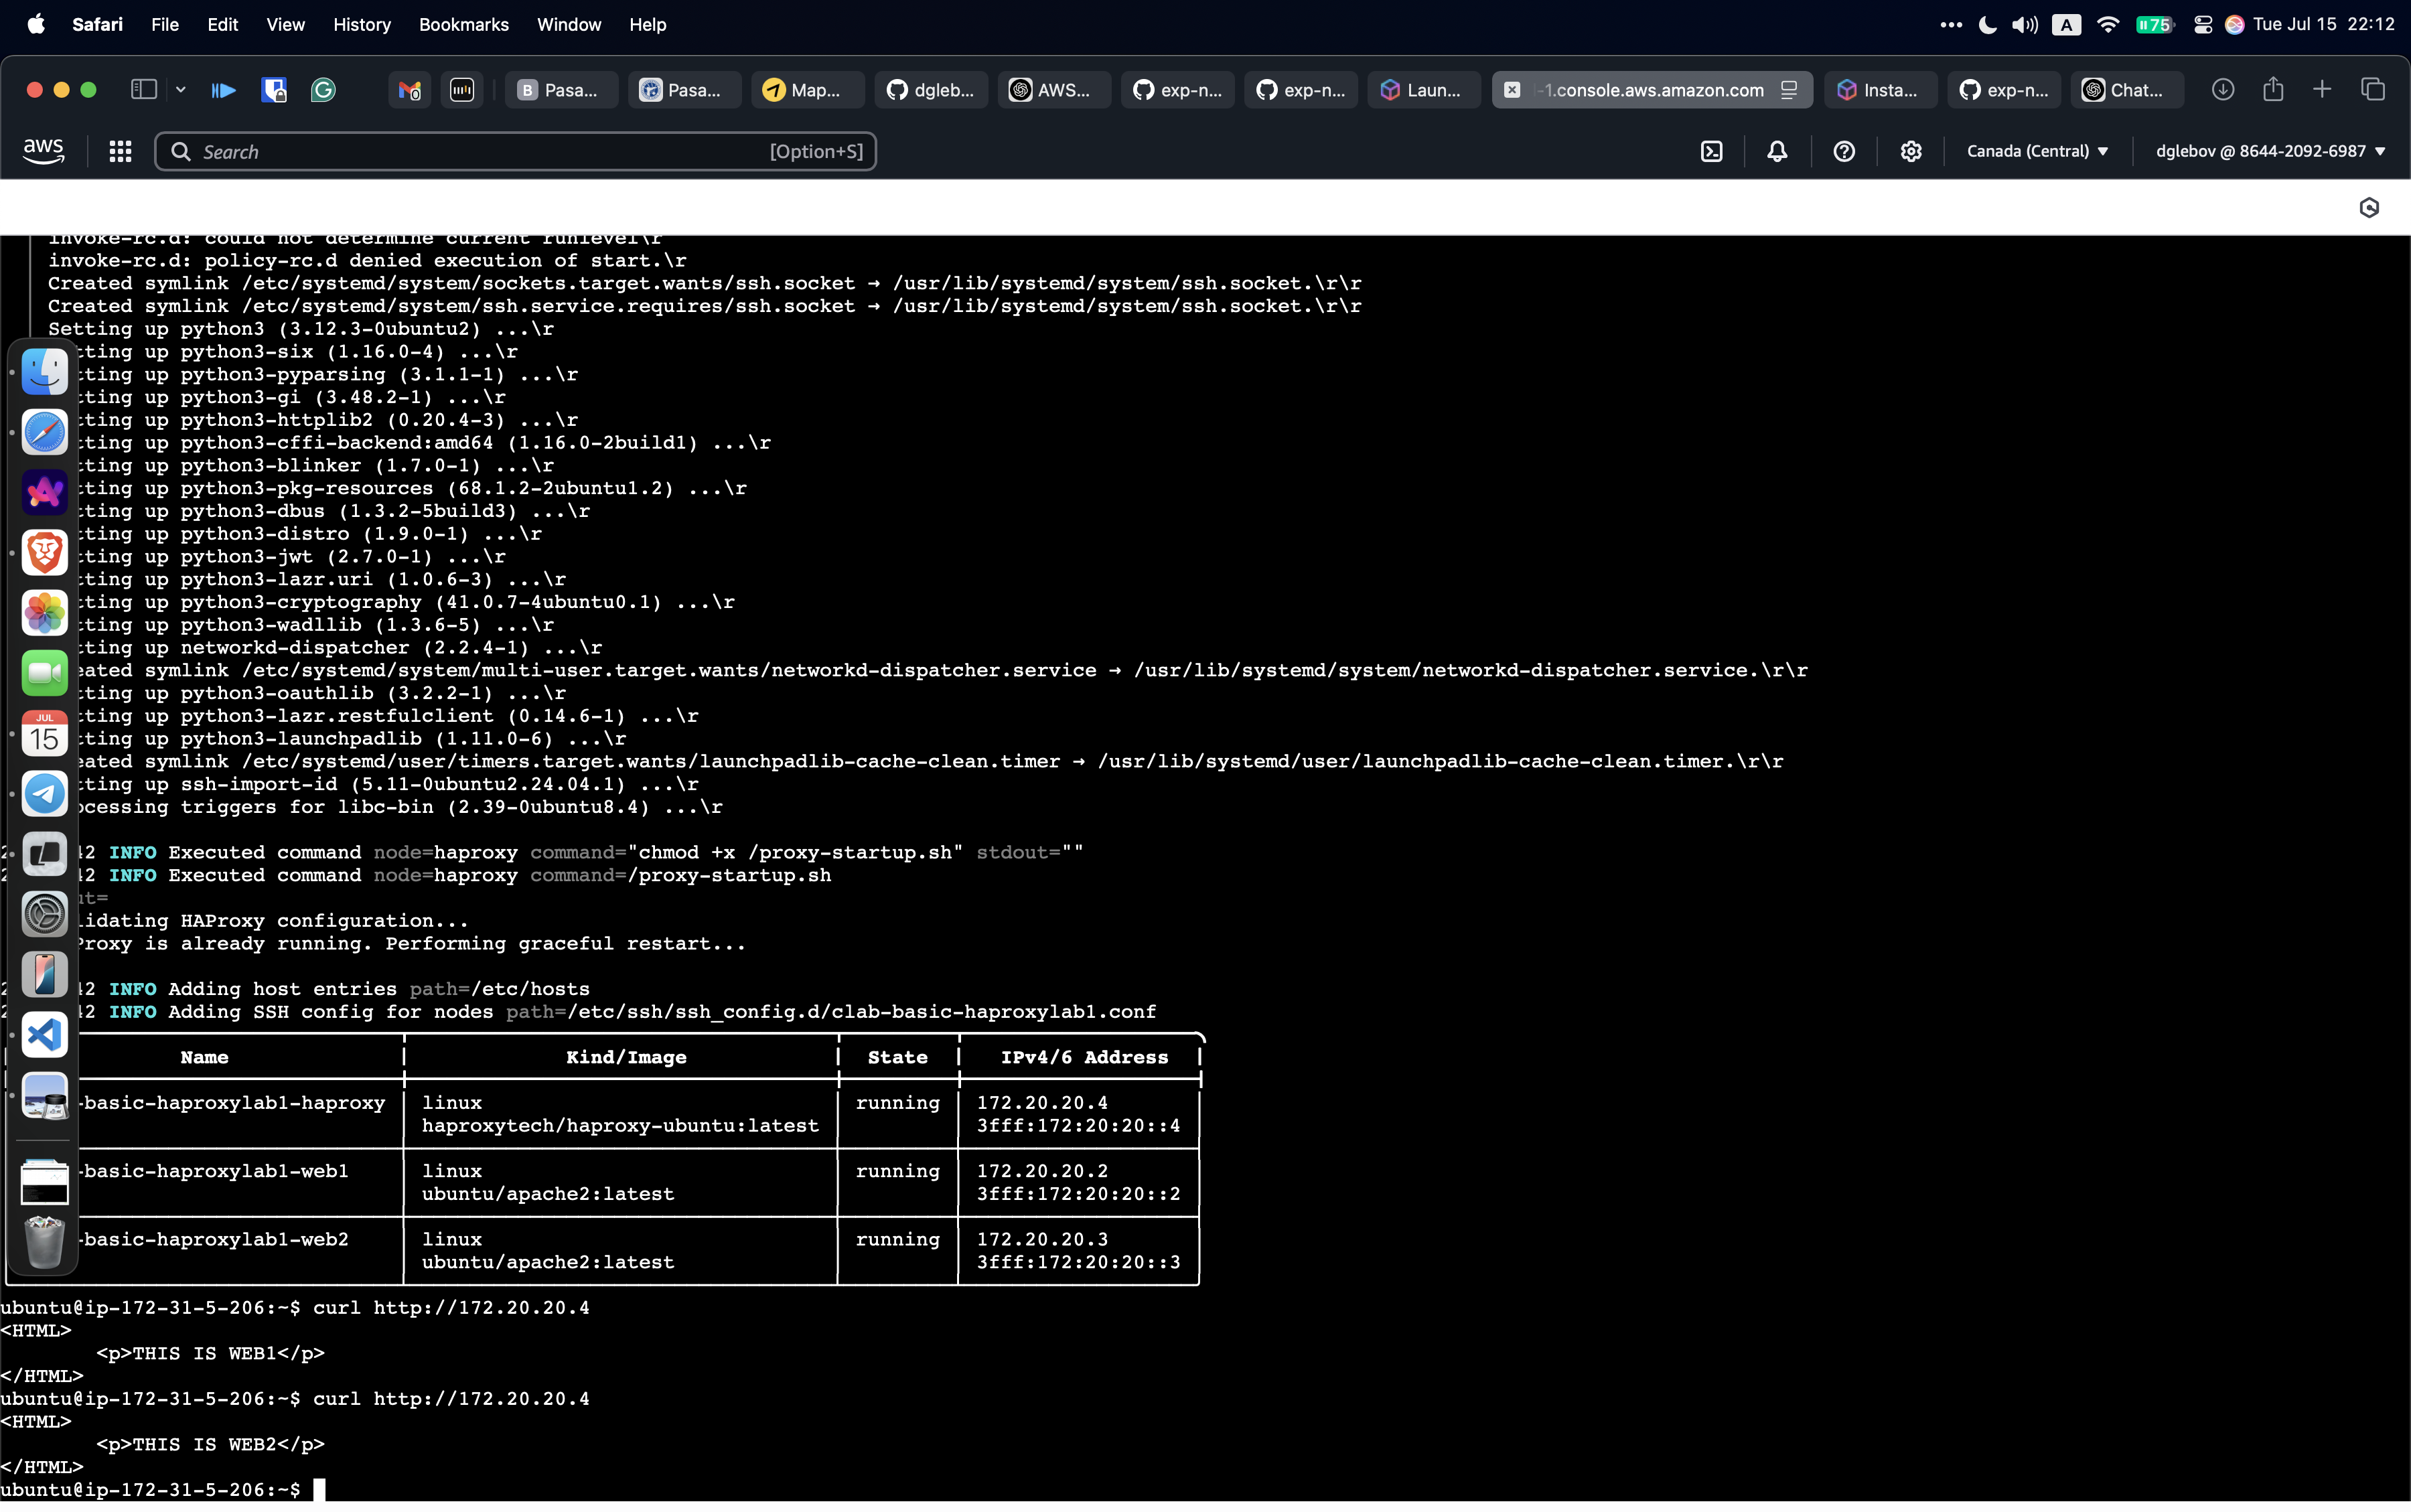 Safari File Edit View History Bookmarks Window Help A 75 Tue Jul 15 22:12
0 B Pasa... Pasa... Map... dgleb... AWS... exp-n... exp-n... Laun... -1.console.aws.amazon.com Insta... exp-n... Chat...
aws Search [Option+S] Canada (Central) dglebov @ 8644-2092-6987
invoke-rc.d: could not determine current runlevel\r
invoke-rc.d: policy-rc.d denied execution of start.\r
Created symlink /etc/systemd/system/sockets.target.wants/ssh.socket → /usr/lib/systemd/system/ssh.socket.\r\r
Created symlink /etc/systemd/system/ssh.service.requires/ssh.socket → /usr/lib/systemd/system/ssh.socket.\r\r
Setting up python3 (3.12.3-0ubuntu2) ...\r
tting up python3-six (1.16.0-4) ...\r
tting up python3-pyparsing (3.1.1-1) ...\r
tting up python3-gi (3.48.2-1) ...\r
tting up python3-httplib2 (0.20.4-3) ...\r
tting up python3-cffi-backend:amd64 (1.16.0-2build1) ...\r
tting up python3-blinker (1.7.0-1) ...\r
tting up python3-pkg-resources (68.1.2-2ubuntu1.2) ...\r
tting up python3-dbus (1.3.2-5build3) ...\r
tting up python3-distro (1.9.0-1) ...\r
tting up python3-jwt (2.7.0-1) ...\r
tting up python3-lazr.uri (1.0.6-3) ...\r
tting up python3-cryptography (41.0.7-4ubuntu0.1) ...\r
tting up python3-wadllib (1.3.6-5) ...\r
tting up networkd-dispatcher (2.2.4-1) ...\r
eated symlink /etc/systemd/system/multi-user.target.wants/networkd-dispatcher.service → /usr/lib/systemd/system/networkd-dispatcher.service.\r\r
tting up python3-oauthlib (3.2.2-1) ...\r
JUL tting up python3-lazr.restfulclient (0.14.6-1) ...\r
15 tting up python3-launchpadlib (1.11.0-6) ...\r
eated symlink /etc/systemd/user/timers.target.wants/launchpadlib-cache-clean.timer → /usr/lib/systemd/user/launchpadlib-cache-clean.timer.\r\r
tting up ssh-import-id (5.11-0ubuntu2.24.04.1) ...\r
ocessing triggers for libc-bin (2.39-0ubuntu8.4) ...\r
2 42 INFO Executed command node=haproxy command="chmod +x /proxy-startup.sh" stdout=""
2 42 INFO Executed command node=haproxy command=/proxy-startup.sh
ut=
lidating HAProxy configuration...
Proxy is already running. Performing graceful restart...
2 42 INFO Adding host entries path=/etc/hosts
2 42 INFO Adding SSH config for nodes path=/etc/ssh/ssh_config.d/clab-basic-haproxylab1.conf
Name Kind/Image State IPv4/6 Address
-basic-haproxylab1-haproxy linux running 172.20.20.4
haproxytech/haproxy-ubuntu:latest 3fff:172:20:20::4
-basic-haproxylab1-web1 linux running 172.20.20.2
ubuntu/apache2:latest 3fff:172:20:20::2
-basic-haproxylab1-web2 linux running 172.20.20.3
ubuntu/apache2:latest 3fff:172:20:20::3
ubuntu@ip-172-31-5-206:~$ curl http://172.20.20.4
<HTML>
<p>THIS IS WEB1</p>
</HTML>
ubuntu@ip-172-31-5-206:~$ curl http://172.20.20.4
<HTML>
<p>THIS IS WEB2</p>
</HTML>
ubuntu@ip-172-31-5-206:~$